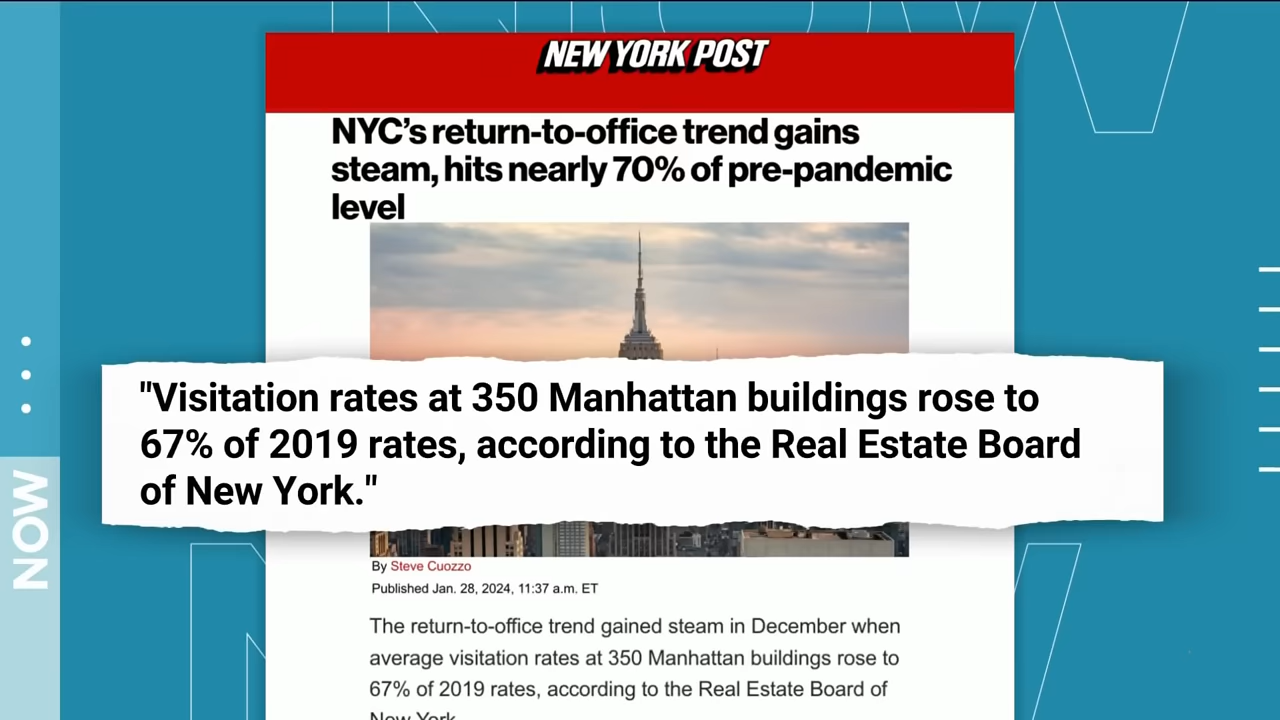 NEW YORK POST
NYC’s return-to-office trend gains
steam, hits nearly 70% of pre-pandemic
level
"Visitation rates at 350 Manhattan buildings rose to
67% of 2019 rates, according to the Real Estate Board
of New York."
NOW
By Steve Cuozzo
Published Jan. 28, 2024, 11:37 a.m. ET
The return-to-office trend gained steam in December when
average visitation rates at 350 Manhattan buildings rose to
67% of 2019 rates, according to the Real Estate Board of
New York